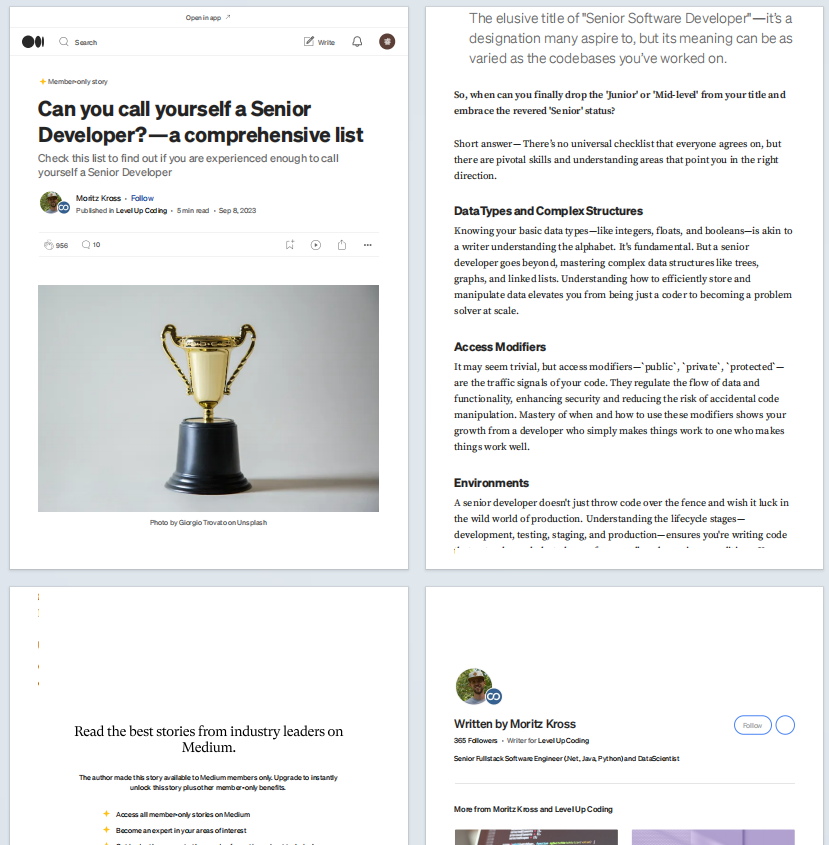 Open in app
Search
Write
Member-only story
Can you call yourself a Senior
Developer? — a comprehensive list
Check this list to find out if you are experienced enough to call
yourself a Senior Developer
Moritz Kross · Follow
Published in Level Up Coding · 5 min read · Sep 8, 2023
956
10
Photo by Giorgio Trovato on Unsplash
The elusive title of "Senior Software Developer" — it's a
designation many aspire to, but its meaning can be as
varied as the codebases you've worked on.
So, when can you finally drop the 'Junior' or 'Mid-level' from your title and
embrace the revered 'Senior' status?
Short answer — There's no universal checklist that everyone agrees on, but
there are pivotal skills and understanding areas that point you in the right
direction.
Data Types and Complex Structures
Knowing your basic data types—like integers, floats, and booleans—is akin to
a writer understanding the alphabet. It's fundamental. But a senior
developer goes beyond, mastering complex data structures like trees,
graphs, and linked lists. Understanding how to efficiently store and
manipulate data elevates you from being just a coder to becoming a problem
solver at scale.
Access Modifiers
It may seem trivial, but access modifiers—`public`, `private`, `protected`—
are the traffic signals of your code. They regulate the flow of data and
functionality, enhancing security and reducing the risk of accidental code
manipulation. Mastery of when and how to use these modifiers shows your
growth from a developer who simply makes things work to one who makes
things work well.
Environments
A senior developer doesn't just throw code over the fence and wish it luck in
the wild world of production. Understanding the lifecycle stages—
development, testing, staging, and production—ensures you're writing code
Read the best stories from industry leaders on
Medium.
The author made this story available to Medium members only. Upgrade to instantly
unlock this story plus other member-only benefits.
Access all member-only stories on Medium
Become an expert in your areas of interest
Written by Moritz Kross
Follow
365 Followers · Writer for Level Up Coding
Senior Fullstack Software Engineer (.Net, Java, Python) and Data Scientist
More from Moritz Kross and Level Up Coding